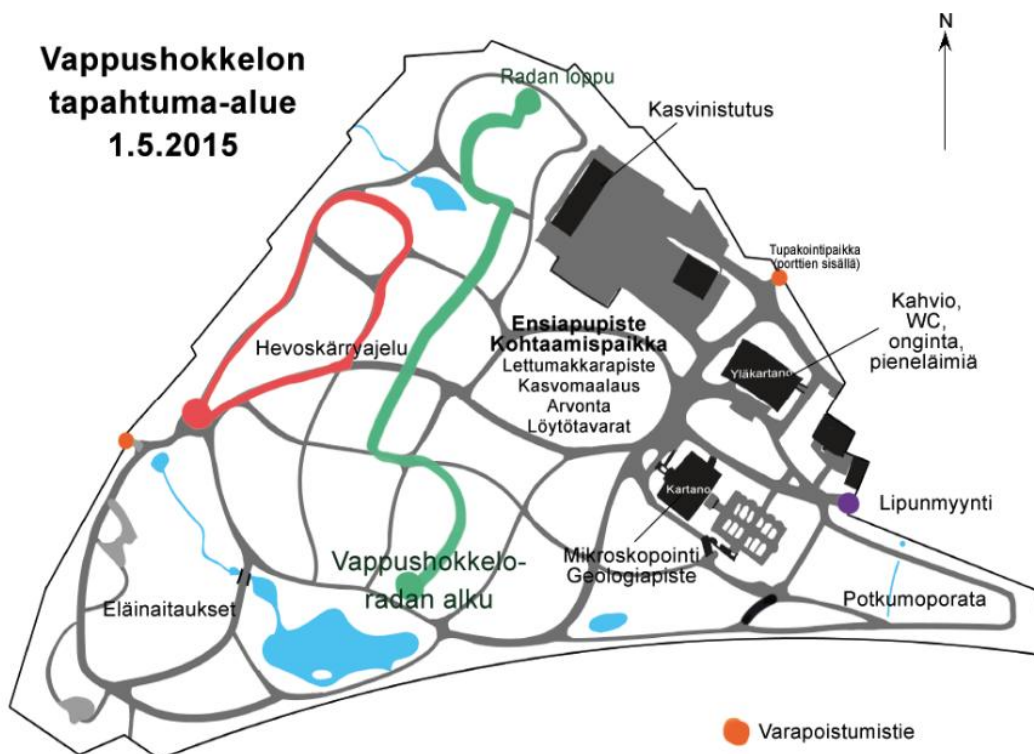 Vappushokkelon
tapahtuma-alue
1.5.2015
N
Radan loppu
Kasvinistutus
Tupakointipaikka
(porttien sisällä)
Kahvio,
WC,
onginta,
pieneläimiä
Ensiapupiste
Kohtaamispaikka
Lettumakkarapiste
Kasvomaalaus
Arvonta
Löytötavarat
Hevoskärryajelu
Yläkartano
Kartano
Lipunmyynti
Mikroskopointi
Geologiapiste
Vappushokkelo-
radan alku
Eläinaitaukset
Potkumoporata
Varapoistumistie